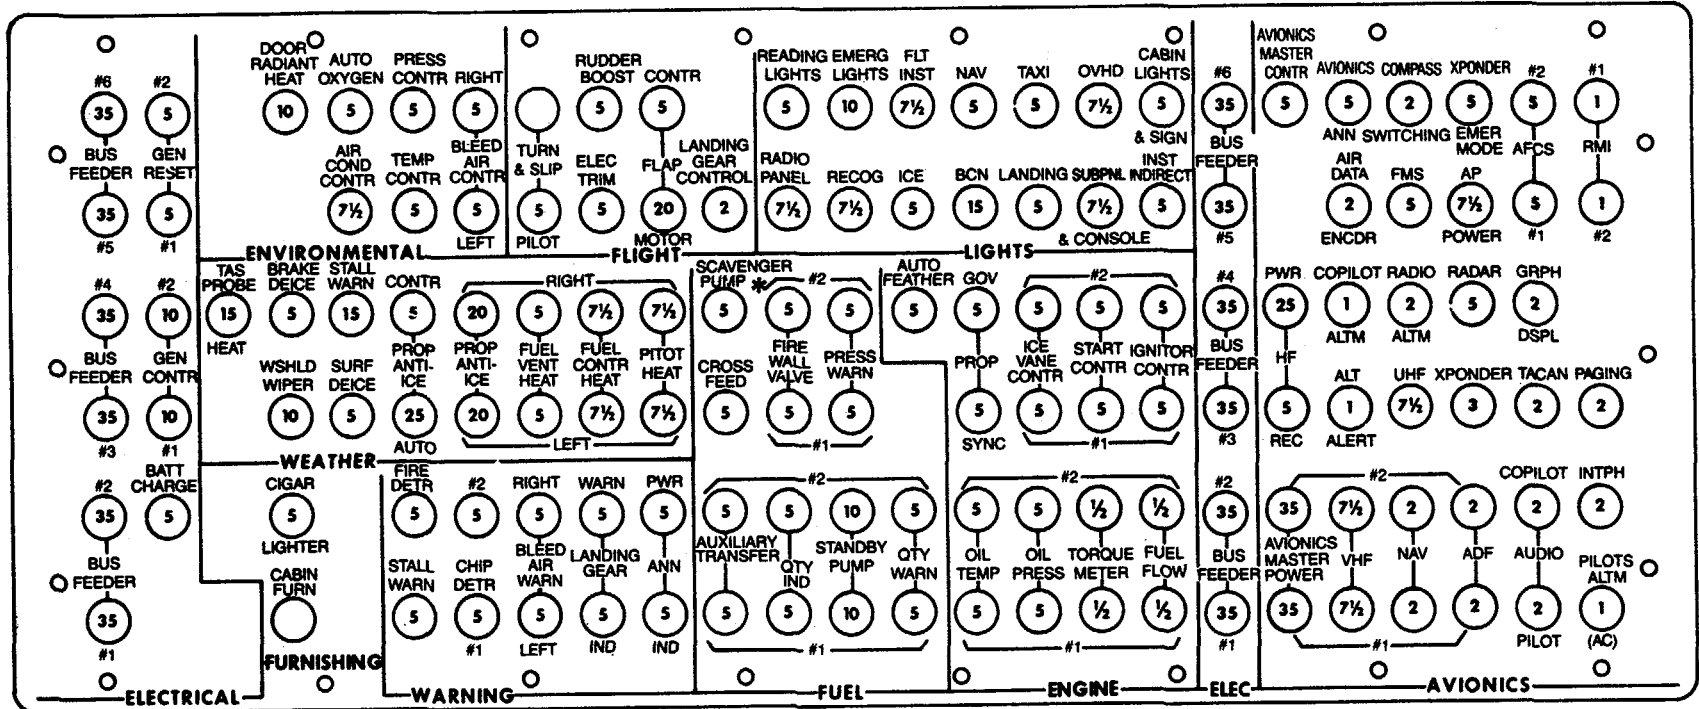 DOOR
RADIANT
HEAT
AUTO
OXYGEN
PRESS
CONTR
RIGHT
RUDDER
BOOST
CONTR
READING
LIGHTS
EMERG
LIGHTS
FLT
INST
NAV
TAXI
OVHD
CABIN
LIGHTS
#6
AVIONICS
MASTER
CONTR
AVIONICS
COMPASS
XPONDER
#2
#1
#6
#2
35 5 10 5 5 5 5 5 5 10 7½ 5 5 7½ 5 35 5 5 2 5 5 1
BUS
FEEDER
GEN
RESET
AIR
COND
CONTR
TEMP
CONTR
BLEED
AIR
CONTR
TURN
& SLIP
ELEC
TRIM
FLAP
LANDING
GEAR
CONTROL
RADIO
PANEL
RECOG
ICE
BCN
LANDING
SUBPNL
& SIGN
INST
INDIRECT
BUS
FEEDER
ANN
SWITCHING
EMER
MODE
AFCS
RMI
AIR
DATA
FMS
AP
35 5 7½ 5 5 5 5 20 2 7½ 7½ 5 15 5 7½ 5 35 2 5 7½ 5 1
#5
#1
LEFT
PILOT
MOTOR
& CONSOLE
#5
ENCDR
POWER
#1
#2
ENVIRONMENTAL
FLIGHT
LIGHTS
#4
#2
TAS
PROBE
BRAKE
DEICE
STALL
WARN
CONTR
RIGHT
SCAVENGER
PUMP *
#2
AUTO
FEATHER
GOV
#2
#4
PWR
COPILOT
RADIO
RADAR
GRPH
35 10 15 5 15 5 20 5 7½ 7½ 5 5 5 5 5 5 5 5 35 25 1 2 5 2
BUS
FEEDER
GEN
CONTR
HEAT
WSHLD
WIPER
SURF
DEICE
PROP
ANTI-
ICE
PROP
ANTI-
ICE
FUEL
VENT
HEAT
FUEL
CONTR
HEAT
PITOT
HEAT
CROSS
FEED
FIRE
WALL
VALVE
PRESS
WARN
PROP
ICE
VANE
CONTR
START
CONTR
IGNITOR
CONTR
BUS
FEEDER
HF
ALTM
ALTM
DSPL
ALT
UHF
XPONDER
TACAN
PAGING
35 10 10 5 25 20 5 7½ 7½ 5 5 5 5 5 5 5 35 5 1 7½ 3 2 2
#3
#1
AUTO
LEFT
#1
SYNC
#1
#3
REC
ALERT
WEATHER
#2
BATT
CHARGE
CIGAR
FIRE
DETR
#2
RIGHT
WARN
PWR
#2
#2
#2
#2
COPILOT
INTPH
35 5 5 5 5 5 5 5 5 5 10 5 5 5 ½ ½ 35 35 7½ 2 2 2 2
BUS
FEEDER
LIGHTER
CABIN
FURN
STALL
WARN
CHIP
DETR
BLEED
AIR
WARN
LANDING
GEAR
ANN
AUXILIARY
TRANSFER
QTY
IND
STANDBY
PUMP
QTY
WARN
OIL
TEMP
OIL
PRESS
TORQUE
METER
FUEL
FLOW
BUS
FEEDER
AVIONICS
MASTER
POWER
VHF
NAV
ADF
AUDIO
PILOTS
ALTM
35 5 5 5 5 5 5 5 10 5 5 5 ½ ½ 35 35 7½ 2 2 2 1
#1
#1
LEFT
IND
IND
#1
#1
#1
#1
PILOT
(AC)
FURNISHING
ELECTRICAL
WARNING
FUEL
ENGINE
ELEC
AVIONICS